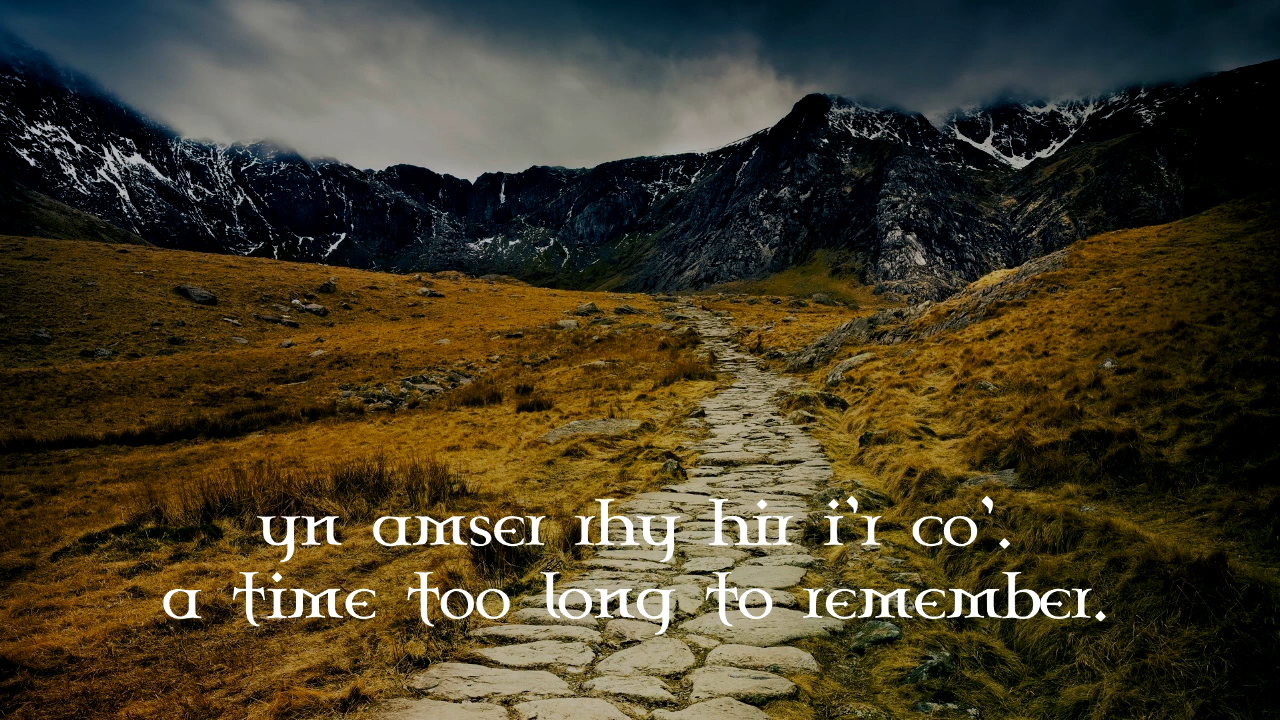 yn amser rhy hir i'r co'.
a time too long to remember.